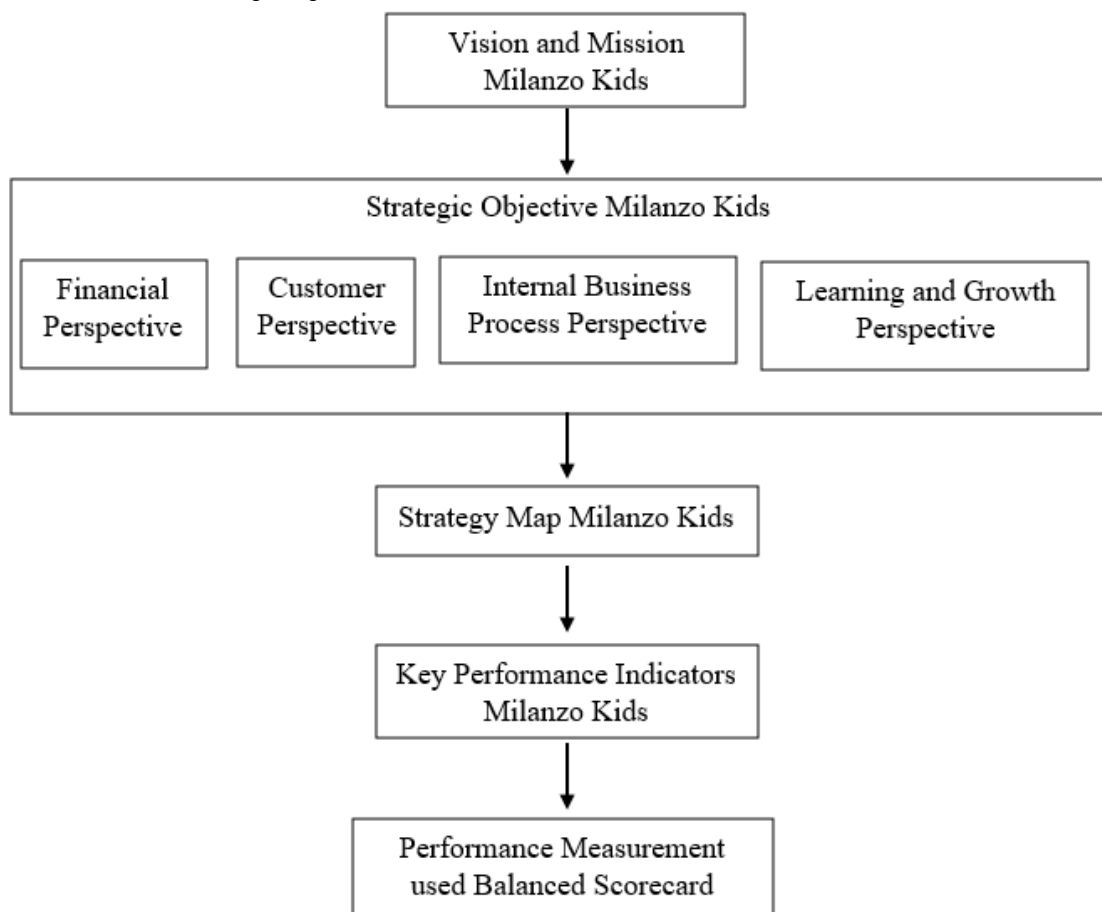 Vision and Mission
Milanzo Kids
Strategic Objective Milanzo Kids
Financial
Perspective
Customer
Perspective
Internal Business
Process Perspective
Learning and Growth
Perspective
Strategy Map Milanzo Kids
Key Performance Indicators
Milanzo Kids
Performance Measurement
used Balanced Scorecard